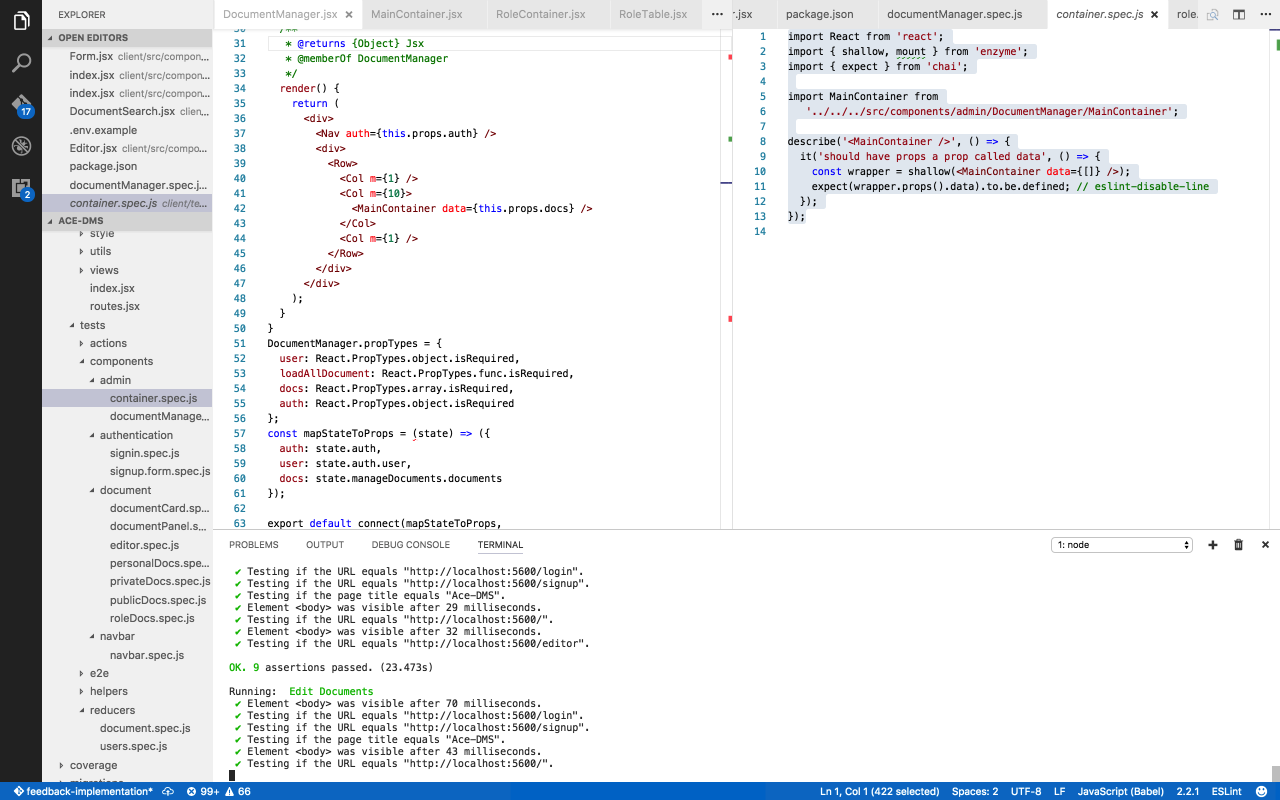 EXPLORER
OPEN EDITORS
Form.jsx client/src/compon...
index.jsx client/src/compon...
index.jsx client/src/compon...
DocumentSearch.jsx clien...
.env.example
Editor.jsx client/src/compo...
package.json
documentManager.spec.j...
container.spec.js client/te...
ACE-DMS
style
utils
views
index.jsx
routes.jsx
tests
actions
components
admin
container.spec.js
documentManage...
authentication
signin.spec.js
signup.form.spec.js
document
documentCard.sp...
documentPanel.s...
editor.spec.js
personalDocs.spe...
privateDocs.spe...
publicDocs.spec.js
roleDocs.spec.js
navbar
navbar.spec.js
e2e
helpers
reducers
document.spec.js
users.spec.js
coverage
migrations
17
2
DocumentManager.jsx × MainContainer.jsx RoleContainer.jsx RoleTable.jsx ···
30 /**
31 * @returns {Object} Jsx
32 * @memberOf DocumentManager
33 */
34 render() {
35 return (
36 <div>
37 <Nav auth={this.props.auth} />
38 <div>
39 <Row>
40 <Col m={1} />
41 <Col m={10}>
42 <MainContainer data={this.props.docs} />
43 </Col>
44 <Col m={1} />
45 </Row>
46 </div>
47 </div>
48 );
49 }
50 }
51 DocumentManager.propTypes = {
52 user: React.PropTypes.object.isRequired,
53 loadAllDocument: React.PropTypes.func.isRequired,
54 docs: React.PropTypes.array.isRequired,
55 auth: React.PropTypes.object.isRequired
56 };
57 const mapStateToProps = (state) => ({
58 auth: state.auth,
59 user: state.auth.user,
60 docs: state.manageDocuments.documents
61 });
62
63 export default connect(mapStateToProps,
r.jsx package.json documentManager.spec.js container.spec.js × role. ···
1 import React from 'react';
2 import { shallow, mount } from 'enzyme';
3 import { expect } from 'chai';
4
5 import MainContainer from
6 '../../../src/components/admin/DocumentManager/MainContainer';
7
8 describe('<MainContainer />', () => {
9 it('should have props a prop called data', () => {
10 const wrapper = shallow(<MainContainer data={[]} />);
11 expect(wrapper.props().data).to.be.defined; // eslint-disable-line
12 });
13 });
14
PROBLEMS OUTPUT DEBUG CONSOLE TERMINAL 1: node + ×
✔ Testing if the URL equals "http://localhost:5600/login".
✔ Testing if the URL equals "http://localhost:5600/signup".
✔ Testing if the page title equals "Ace-DMS".
✔ Element <body> was visible after 29 milliseconds.
✔ Testing if the URL equals "http://localhost:5600/".
✔ Element <body> was visible after 32 milliseconds.
✔ Testing if the URL equals "http://localhost:5600/editor".
OK. 9 assertions passed. (23.473s)
Running: Edit Documents
✔ Element <body> was visible after 70 milliseconds.
✔ Testing if the URL equals "http://localhost:5600/login".
✔ Testing if the URL equals "http://localhost:5600/signup".
✔ Testing if the page title equals "Ace-DMS".
✔ Element <body> was visible after 43 milliseconds.
✔ Testing if the URL equals "http://localhost:5600/".
feedback-implementation* 99+ 66 Ln 1, Col 1 (422 selected) Spaces: 2 UTF-8 LF JavaScript (Babel) 2.2.1 ESLint